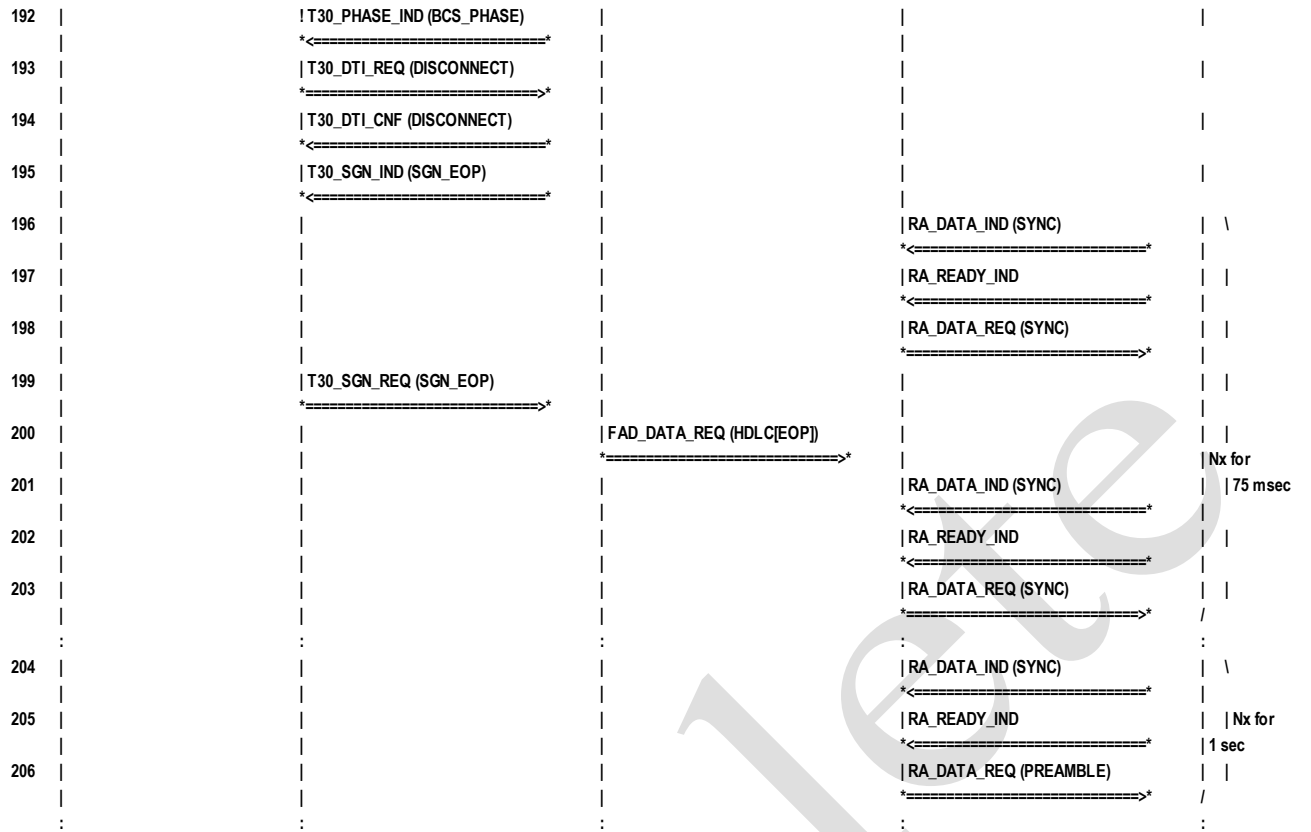 192 | ! T30_PHASE_IND (BCS_PHASE) | | |
| *<=============================* | |
193 | | T30_DTI_REQ (DISCONNECT) | | |
| *=============================>* | |
194 | | T30_DTI_CNF (DISCONNECT) | | |
| *<=============================* | |
195 | | T30_SGN_IND (SGN_EOP) | | |
| *<=============================* | |
196 | | | | RA_DATA_IND (SYNC) | \
| | | *<=============================* |
197 | | | | RA_READY_IND | |
| | | *<=============================* |
198 | | | | RA_DATA_REQ (SYNC) | |
| | | *=============================>* |
199 | | T30_SGN_REQ (SGN_EOP) | | | |
| *=============================>* | | |
200 | | | FAD_DATA_REQ (HDLC[EOP]) | | |
| | *=============================>* | | Nx for
201 | | | | RA_DATA_IND (SYNC) | | 75 msec
| | | *<=============================* |
202 | | | | RA_READY_IND | |
| | | *<=============================* |
203 | | | | RA_DATA_REQ (SYNC) | |
| | | *=============================>* /
: : : : :
204 | | | | RA_DATA_IND (SYNC) | \
| | | *<=============================* |
205 | | | | RA_READY_IND | | Nx for
| | | *<=============================* | 1 sec
206 | | | | RA_DATA_REQ (PREAMBLE) | |
| | | *=============================>* /
: : : : :